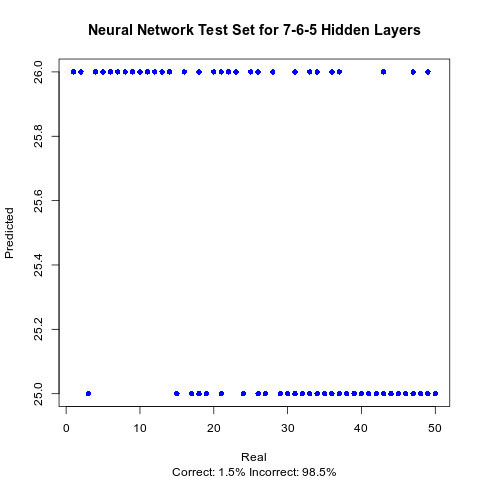 Neural Network Test Set for 7-6-5 Hidden Layers
Predicted
26.0
25.8
25.6
25.4
25.2
25.0
0 10 20 30 40 50
Real
Correct: 1.5% Incorrect: 98.5%